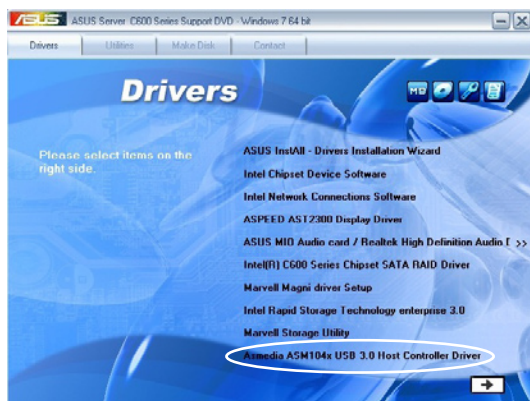 ASUS ASUS Server C600 Series Support DVD - Windows 7 64 bit
Drivers Utilities Make Disk Contact
Drivers
Please select items on the
right side.
ASUS InstAll - Drivers Installation Wizard
Intel Chipset Device Software
Intel Network Connections Software
ASPEED AST2300 Display Driver
ASUS MIO Audio card / Realtek High Definition Audio D >>
Intel(R) C600 Series Chipset SATA RAID Driver
Marvell Magni driver Setup
Intel Rapid Storage Technology enterprise 3.0
Marvell Storage Utility
Asmedia ASM104x USB 3.0 Host Controller Driver